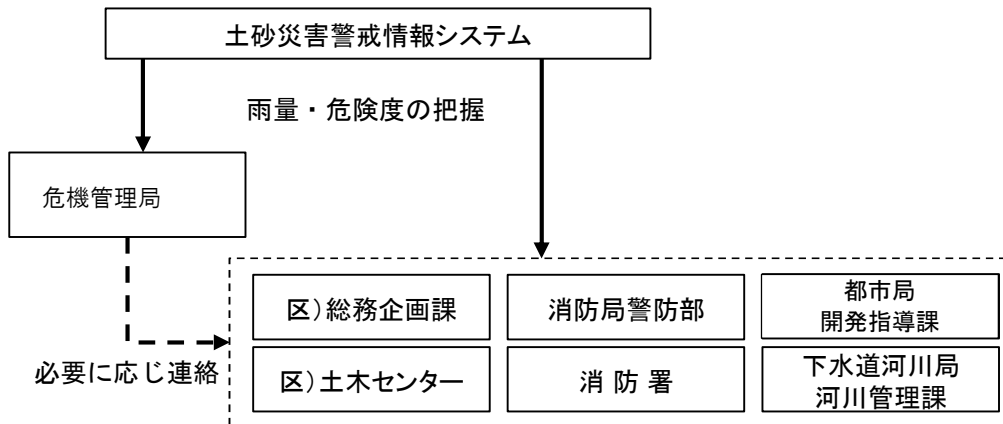 土砂災害警戒情報システム
雨量・危険度の把握
危機管理局
区)総務企画課
消防局警防部
都市局
開発指導課
必要に応じ連絡
区)土木センター
消 防 署
下水道河川局
河川管理課